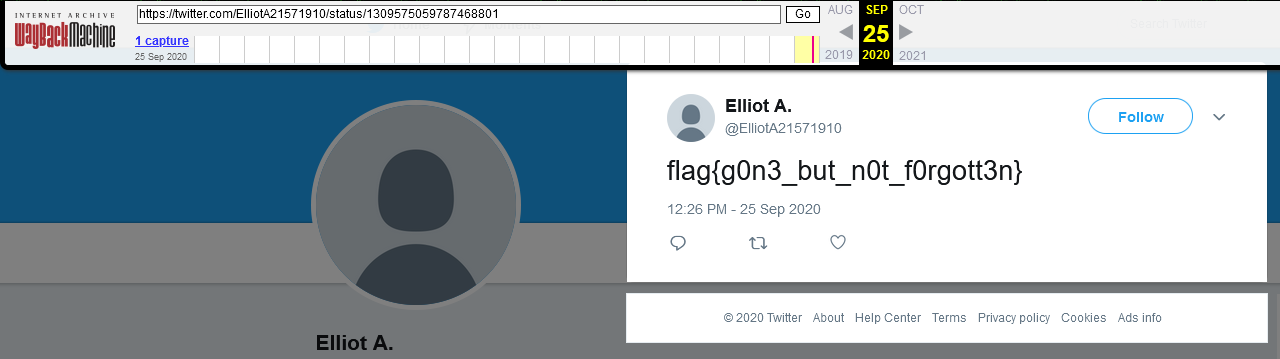 INTERNET ARCHIVE
WayBackMachine
https://twitter.com/ElliotA21571910/status/1309575059787468801
Go
1 capture
25 Sep 2020
AUG
SEP
OCT
25
2019
2020
2021
Elliot A.
@ElliotA21571910
Follow
flag{g0n3_but_n0t_f0rgott3n}
12:26 PM - 25 Sep 2020
© 2020 Twitter About Help Center Terms Privacy policy Cookies Ads info
Elliot A.